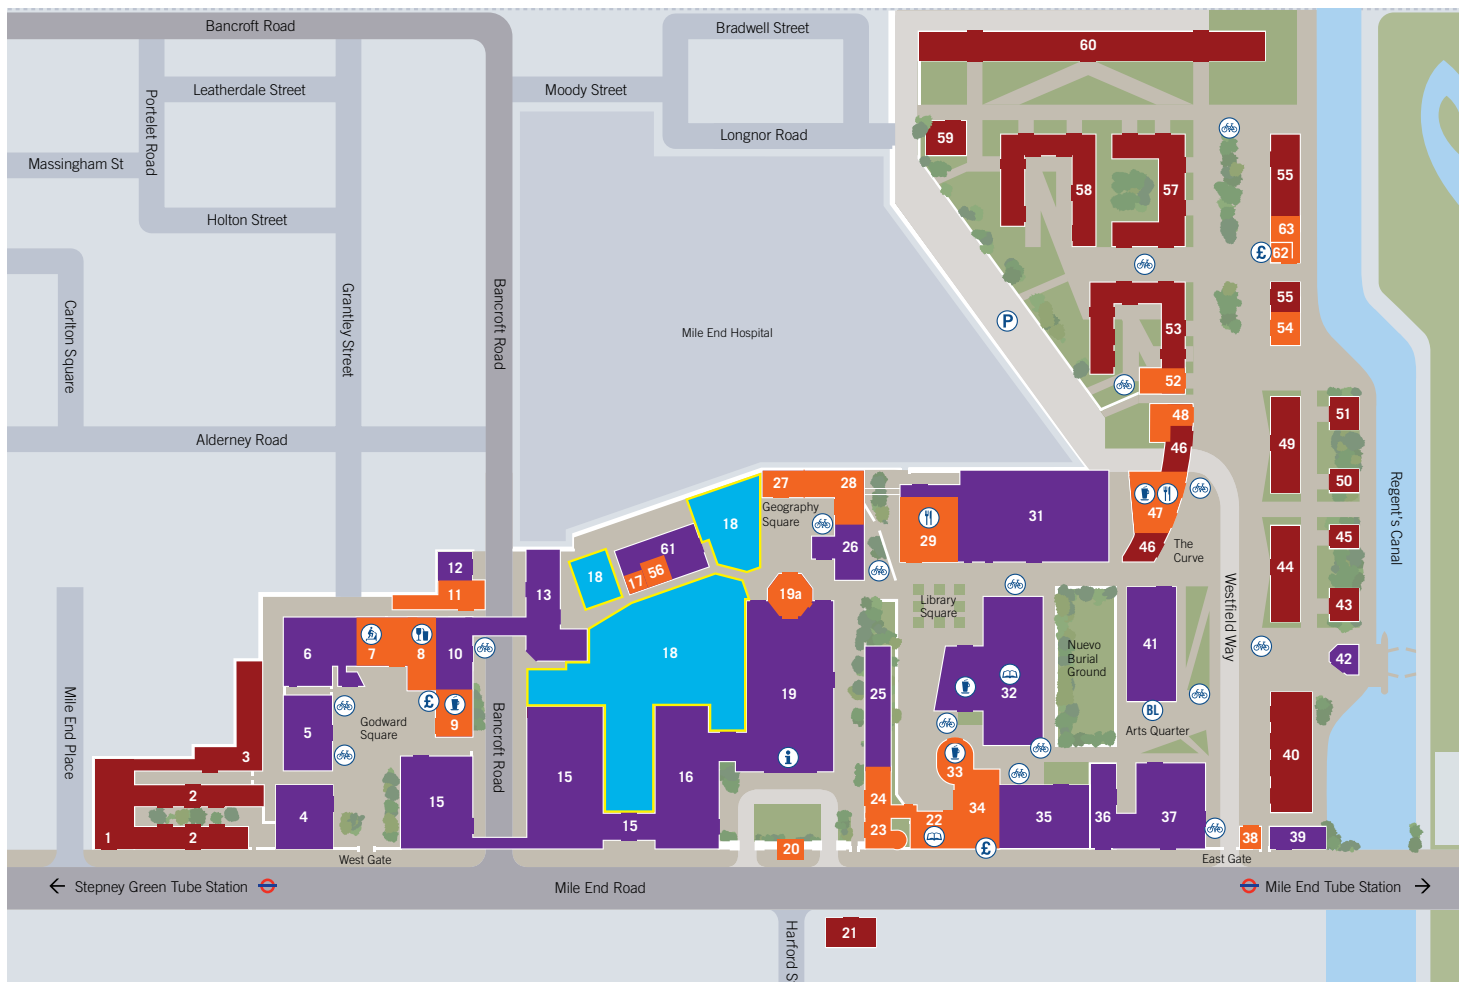 Bancroft Road
Bradwell Street
60
Leatherdale Street
Moody Street
Portelet Road
Longnor Road
59
Massingham St
55
58
57
Holton Street
63
£
62
Carlton Square
Grantley Street
Bancroft Road
55
P
Mile End Hospital
53
54
52
51
48
Alderney Road
49
46
50
27
28
Geography
Square
18
47
31
Regent's Canal
29
45
61
26
46
The
Curve
12
18
17
56
44
11
13
19a
Library
Square
43
Westfield Way
6
7
8
10
18
41
Nuevo
Burial
Ground
42
19
25
32
£
9
BL
Godward
Square
5
Mile End Place
Bancroft Road
Arts Quarter
3
i
40
33
15
16
2
24
15
34
4
22
35
36
37
1
2
15
23
38
39
20
£
West Gate
East Gate
Stepney Green Tube Station
Mile End Road
Mile End Tube Station
21
Harford S